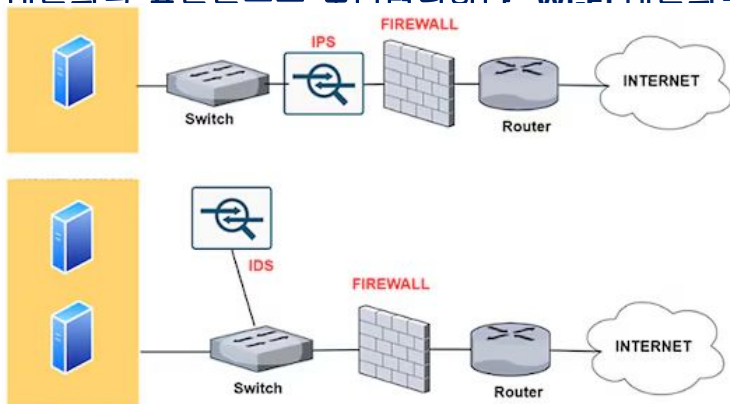 FIREWALL
IPS
INTERNET
Switch
Router
IDS
FIREWALL
INTERNET
Switch
Router